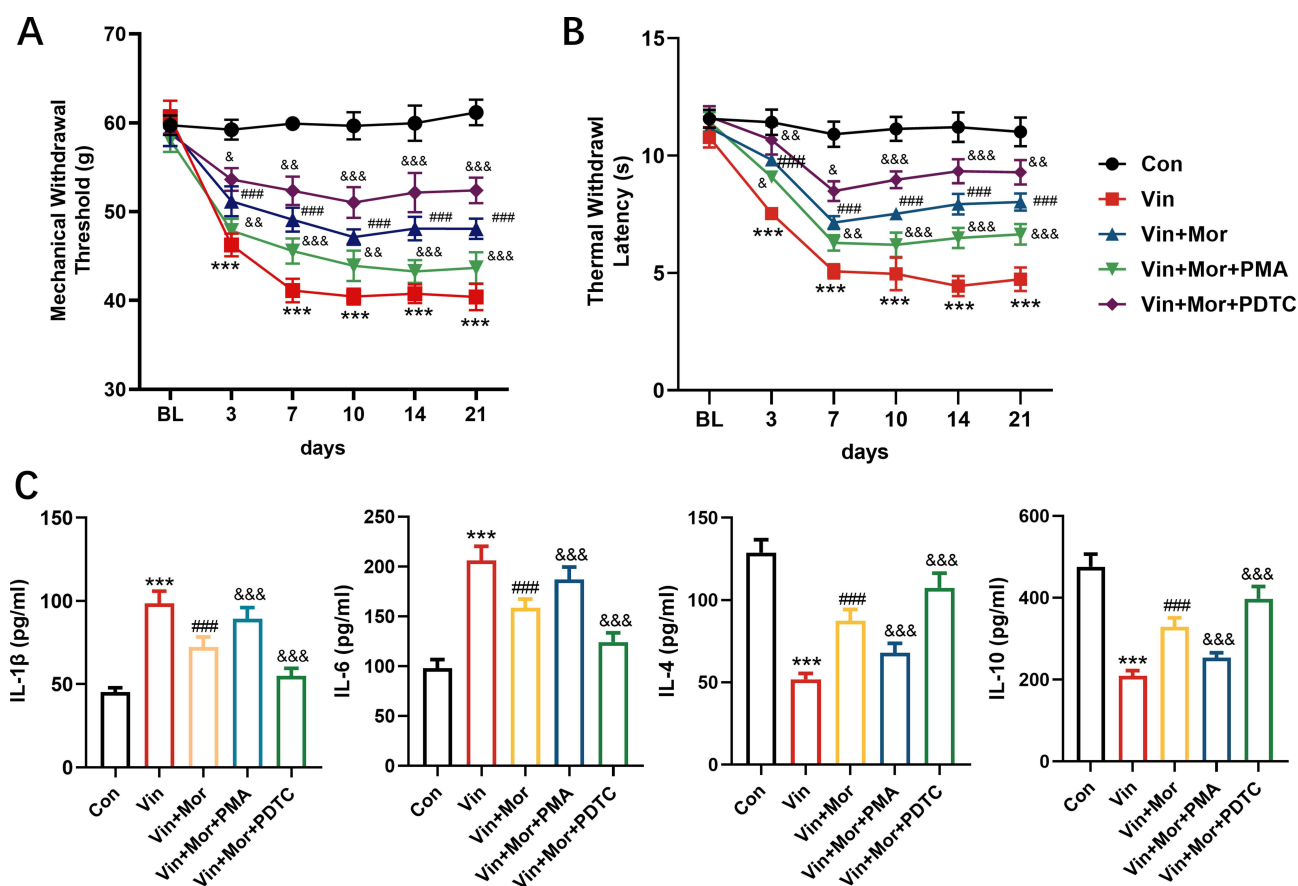 A
Mechanical Withdrawal
Threshold (g)
70
60
50
40
30
&
&&
&&&
&&&
&&&
###
###
###
###
###
&&
&&&
&&
&&&
&&&
***
***
***
***
***
BL
3
7
10
14
21
days
B
Thermal Withdrawl
Latency (s)
15
10
5
0
&&
&
&&&
&&&
&&
###
###
###
###
###
&
&&
&&&
&&&
&&&
***
***
***
***
***
BL
3
7
10
14
21
days
Con
Vin
Vin+Mor
Vin+Mor+PMA
Vin+Mor+PDTC
C
IL-1β (pg/ml)
150
100
50
0
***
###
&&&
&&&
Con
Vin
Vin+Mor
Vin+Mor+PMA
Vin+Mor+PDTC
IL-6 (pg/ml)
250
200
150
100
50
0
***
###
&&&
&&&
Con
Vin
Vin+Mor
Vin+Mor+PMA
Vin+Mor+PDTC
IL-4 (pg/ml)
150
100
50
0
***
###
&&&
&&&
Con
Vin
Vin+Mor
Vin+Mor+PMA
Vin+Mor+PDTC
IL-10 (pg/ml)
600
400
200
0
***
###
&&&
&&&
Con
Vin
Vin+Mor
Vin+Mor+PMA
Vin+Mor+PDTC